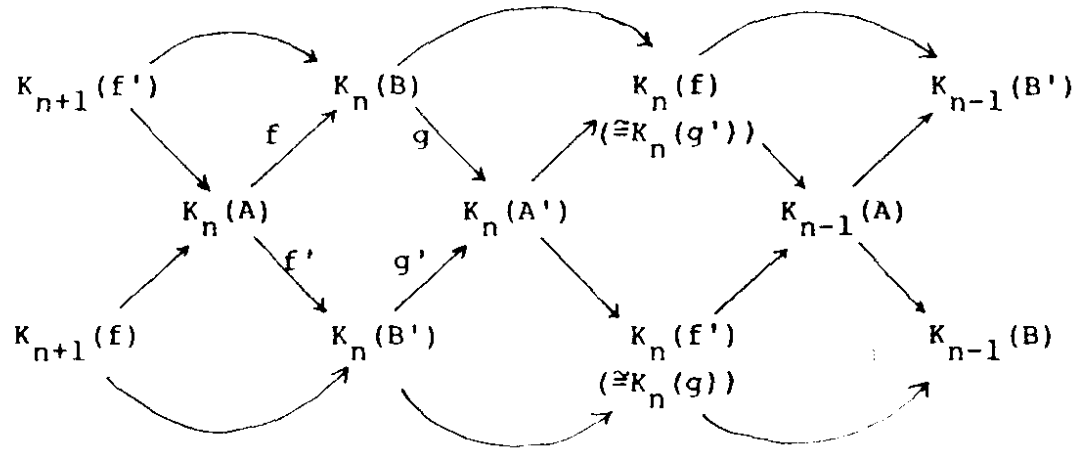 K_{n+1}(f') K_n(B) K_n(f) K_{n-1}(B')
f g (≅K_n(g'))
K_n(A) K_n(A') K_{n-1}(A)
f' g'
K_{n+1}(f) K_n(B') K_n(f') K_{n-1}(B)
(≅K_n(g))